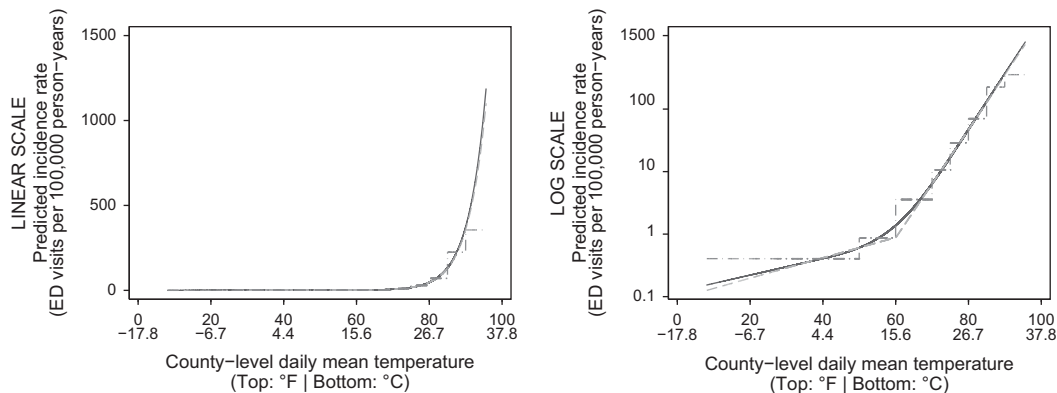 LINEAR SCALE
Predicted incidence rate
(ED visits per 100,000 person−years)
1500
1000
500
0
0 20 40 60 80 100
−17.8 −6.7 4.4 15.6 26.7 37.8
County−level daily mean temperature
(Top: °F | Bottom: °C)
LOG SCALE
Predicted incidence rate
(ED visits per 100,000 person−years)
1500
100
10
1
0.1
0 20 40 60 80 100
−17.8 −6.7 4.4 15.6 26.7 37.8
County−level daily mean temperature
(Top: °F | Bottom: °C)